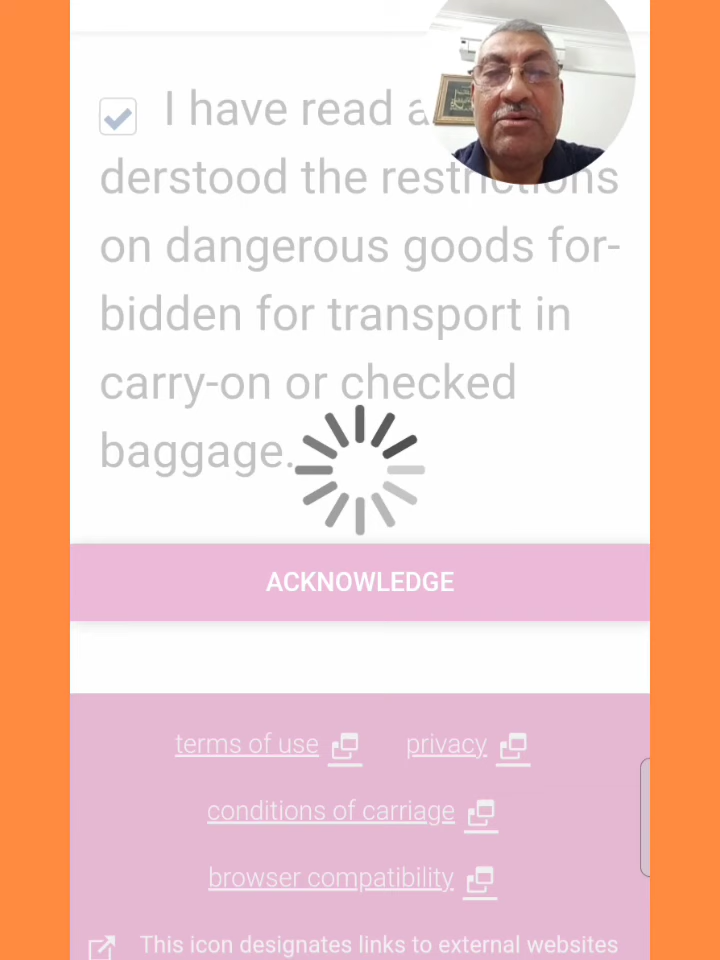 I have read a
derstood the restrictions
on dangerous goods for-
bidden for transport in
carry-on or checked
baggage.
ACKNOWLEDGE
terms of use privacy
conditions of carriage
browser compatibility
This icon designates links to external websites